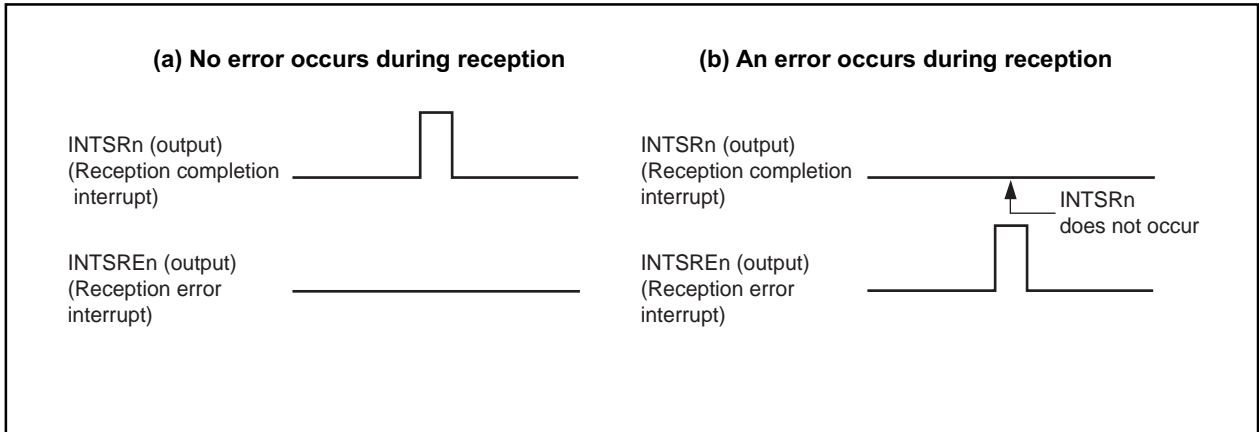 (a) No error occurs during reception
INTSRn (output)
(Reception completion
interrupt)
INTSREn (output)
(Reception error
interrupt)
(b) An error occurs during reception
INTSRn (output)
(Reception completion
interrupt)
INTSRn
does not occur
INTSREn (output)
(Reception error
interrupt)